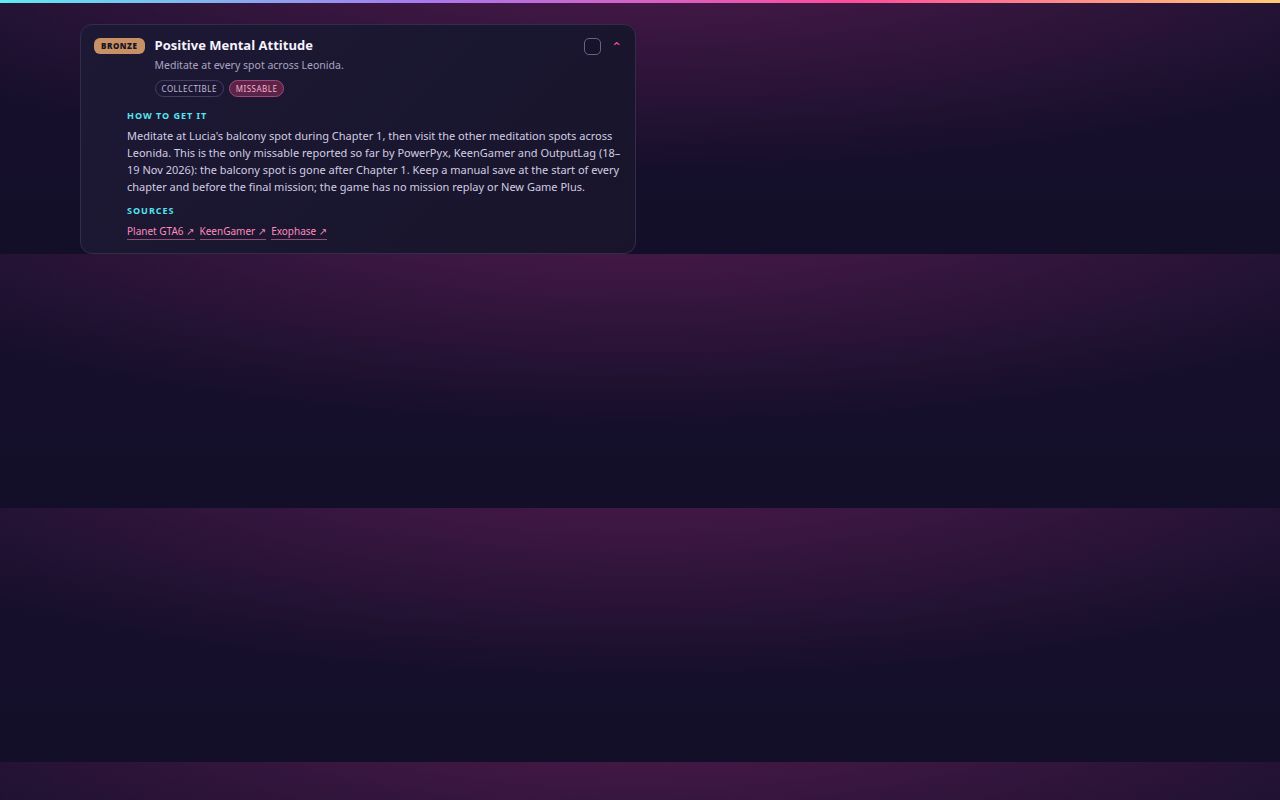 BRONZE Positive Mental Attitude
Meditate at every spot across Leonida.
COLLECTIBLE MISSABLE
HOW TO GET IT
Meditate at Lucia's balcony spot during Chapter 1, then visit the other meditation spots across
Leonida. This is the only missable reported so far by PowerPyx, KeenGamer and OutputLag (18–
19 Nov 2026): the balcony spot is gone after Chapter 1. Keep a manual save at the start of every
chapter and before the final mission; the game has no mission replay or New Game Plus.
SOURCES
Planet GTA6 ↗ KeenGamer ↗ Exophase ↗